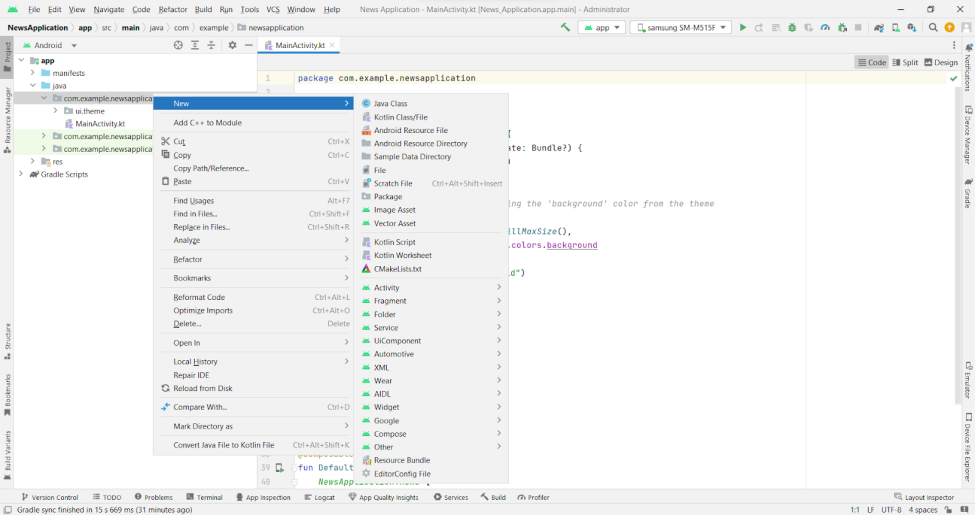 File Edit View Navigate Code Refactor Build Run Tools VCS Window Help News Application - MainActivity.kt [News_Application.app.main] - Administrator
NewsApplication app src main java com example newsapplication app samsung SM-M515F
Android MainActivity.kt Code Split Design
app
manifests
java
com.example.newsapplica
ui.theme
MainActivity.kt
com.example.newsapplica
com.example.newsapplica
res
Gradle Scripts
Project
Resource Manager
Structure
Bookmarks
Build Variants
New
Add C++ to Module
Cut Ctrl+X
Copy Ctrl+C
Copy Path/Reference...
Paste Ctrl+V
Find Usages Alt+F7
Find in Files... Ctrl+Shift+F
Replace in Files... Ctrl+Shift+R
Analyze
Refactor
Bookmarks
Reformat Code Ctrl+Alt+L
Optimize Imports Ctrl+Alt+O
Delete... Delete
Open In
Local History
Repair IDE
Reload from Disk
Compare With... Ctrl+D
Mark Directory as
Convert Java File to Kotlin File Ctrl+Alt+Shift+K
Java Class
Kotlin Class/File
Android Resource File
Android Resource Directory
Sample Data Directory
File
Scratch File Ctrl+Alt+Shift+Insert
Package
Image Asset
Vector Asset
Kotlin Script
Kotlin Worksheet
CMakeLists.txt
Activity
Fragment
Folder
Service
UiComponent
Automotive
XML
Wear
AIDL
Widget
Google
Compose
Other
Resource Bundle
EditorConfig File
1 package com.example.newsapplication
2
ate: Bundle?) {
ing the 'background' color from the theme
llMaxSize(),
.colors.background
d")
39 fun Default
40
Notifications
Device Manager
Gradle
Emulator
Device File Explorer
Version Control TODO Problems Terminal App Inspection Logcat App Quality Insights Services Build Profiler Layout Inspector
Gradle sync finished in 15 s 669 ms (31 minutes ago) 1:1 LF UTF-8 4 spaces